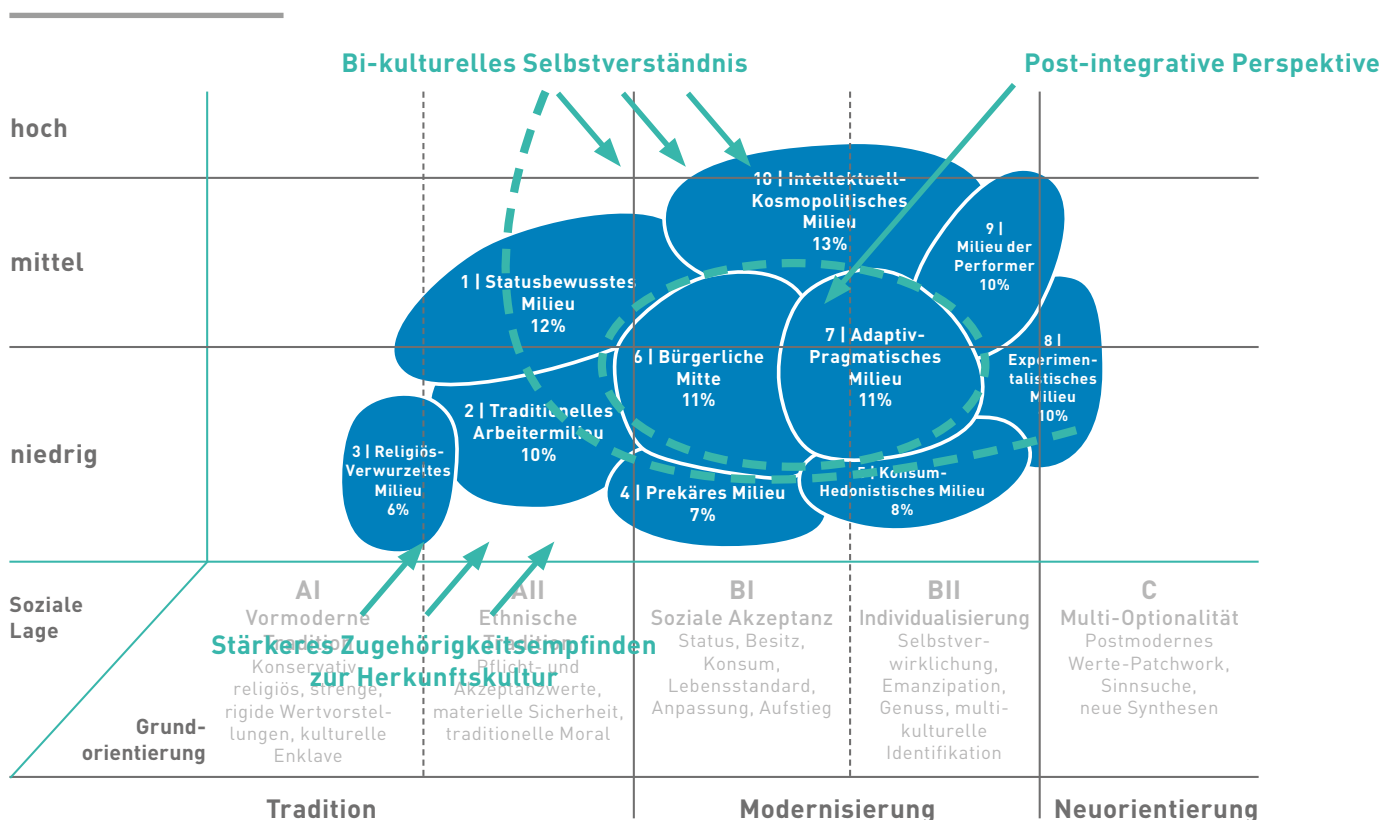 Bi-kulturelles Selbstverständnis
Post-integrative Perspektive
hoch
mittel
niedrig
10 | Intellektuell-
Kosmopolitisches
Milieu
13%
9 |
Milieu der
Performer
10%
1 | Statusbewusstes
Milieu
12%
6 | Bürgerliche
Mitte
11%
7 | Adaptiv-
Pragmatisches
Milieu
11%
8 |
Experimen-
talistisches
Milieu
10%
2 | Traditionelles
Arbeitermilieu
10%
3 | Religiös-
Verwurzeltes
Milieu
6%
4 | Prekäres Milieu
7%
5 | Konsum-
Hedonistisches Milieu
8%
Soziale
Lage
Grund-
orientierung
Stärkeres Zugehörigkeitsempfinden
zur Herkunftskultur
AI
Vormoderne
Tradition
Konservativ
religiös, strenge,
rigide Wertvorstel-
lungen, kulturelle
Enklave
AII
Ethnische
Tradition
Pflicht- und
Akzeptanzwerte,
materielle Sicherheit,
traditionelle Moral
BI
Soziale Akzeptanz
Status, Besitz,
Konsum,
Lebensstandard,
Anpassung, Aufstieg
BII
Individualisierung
Selbstver-
wirklichung,
Emanzipation,
Genuss, multi-
kulturelle
Identifikation
C
Multi-Optionalität
Postmodernes
Werte-Patchwork,
Sinnsuche,
neue Synthesen
Tradition
Modernisierung
Neuorientierung